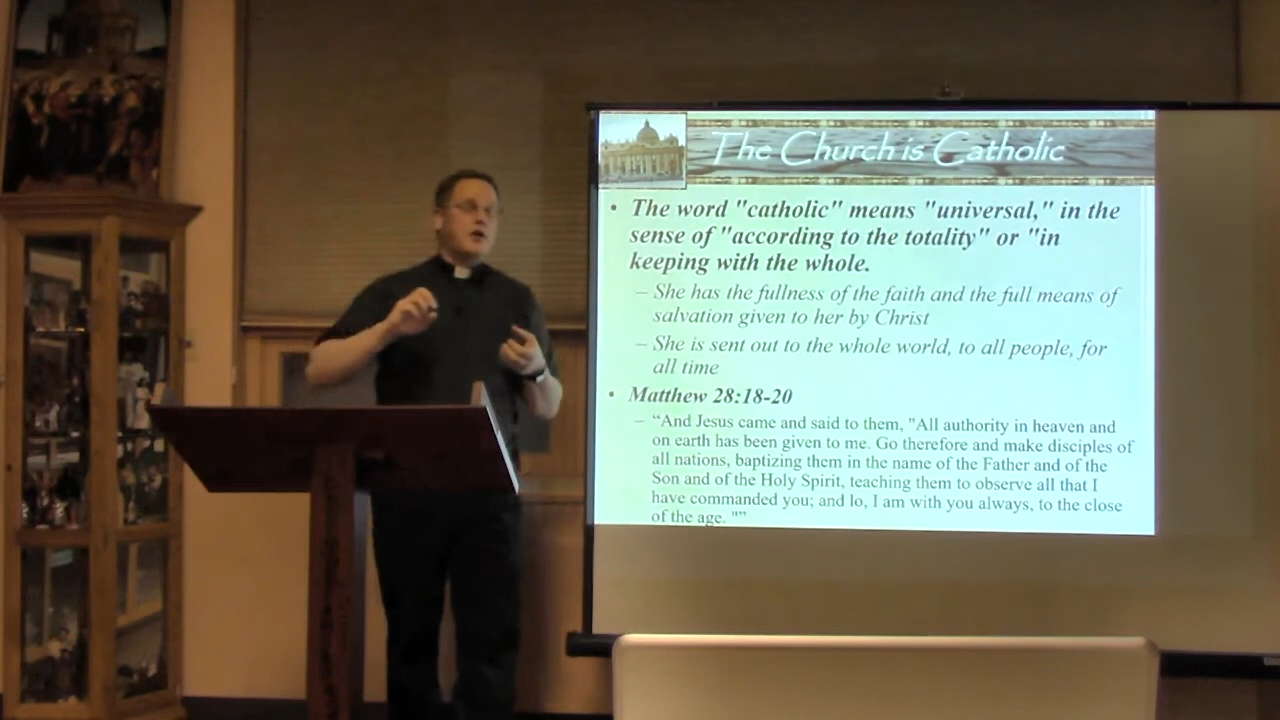 The Church is Catholic
• The word "catholic" means "universal," in the
sense of "according to the totality" or "in
keeping with the whole.
– She has the fullness of the faith and the full means of
salvation given to her by Christ
– She is sent out to the whole world, to all people, for
all time
• Matthew 28:18-20
– “And Jesus came and said to them, "All authority in heaven and
on earth has been given to me. Go therefore and make disciples of
all nations, baptizing them in the name of the Father and of the
Son and of the Holy Spirit, teaching them to observe all that I
have commanded you; and lo, I am with you always, to the close
of the age. "”